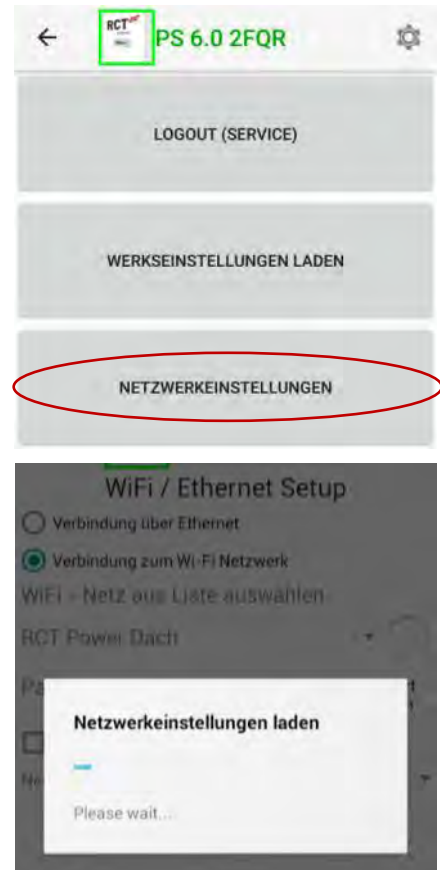 RCT
PS 6.0 2FQR
LOGOUT (SERVICE)
WERKSEINSTELLUNGEN LADEN
NETZWERKEINSTELLUNGEN
WiFi / Ethernet Setup
Verbindung über Ethernet
Verbindung zum Wi-Fi Netzwerk
WiFi - Netz aus Liste auswählen
RCT Power Dach
Netzwerkeinstellungen laden
Please wait...